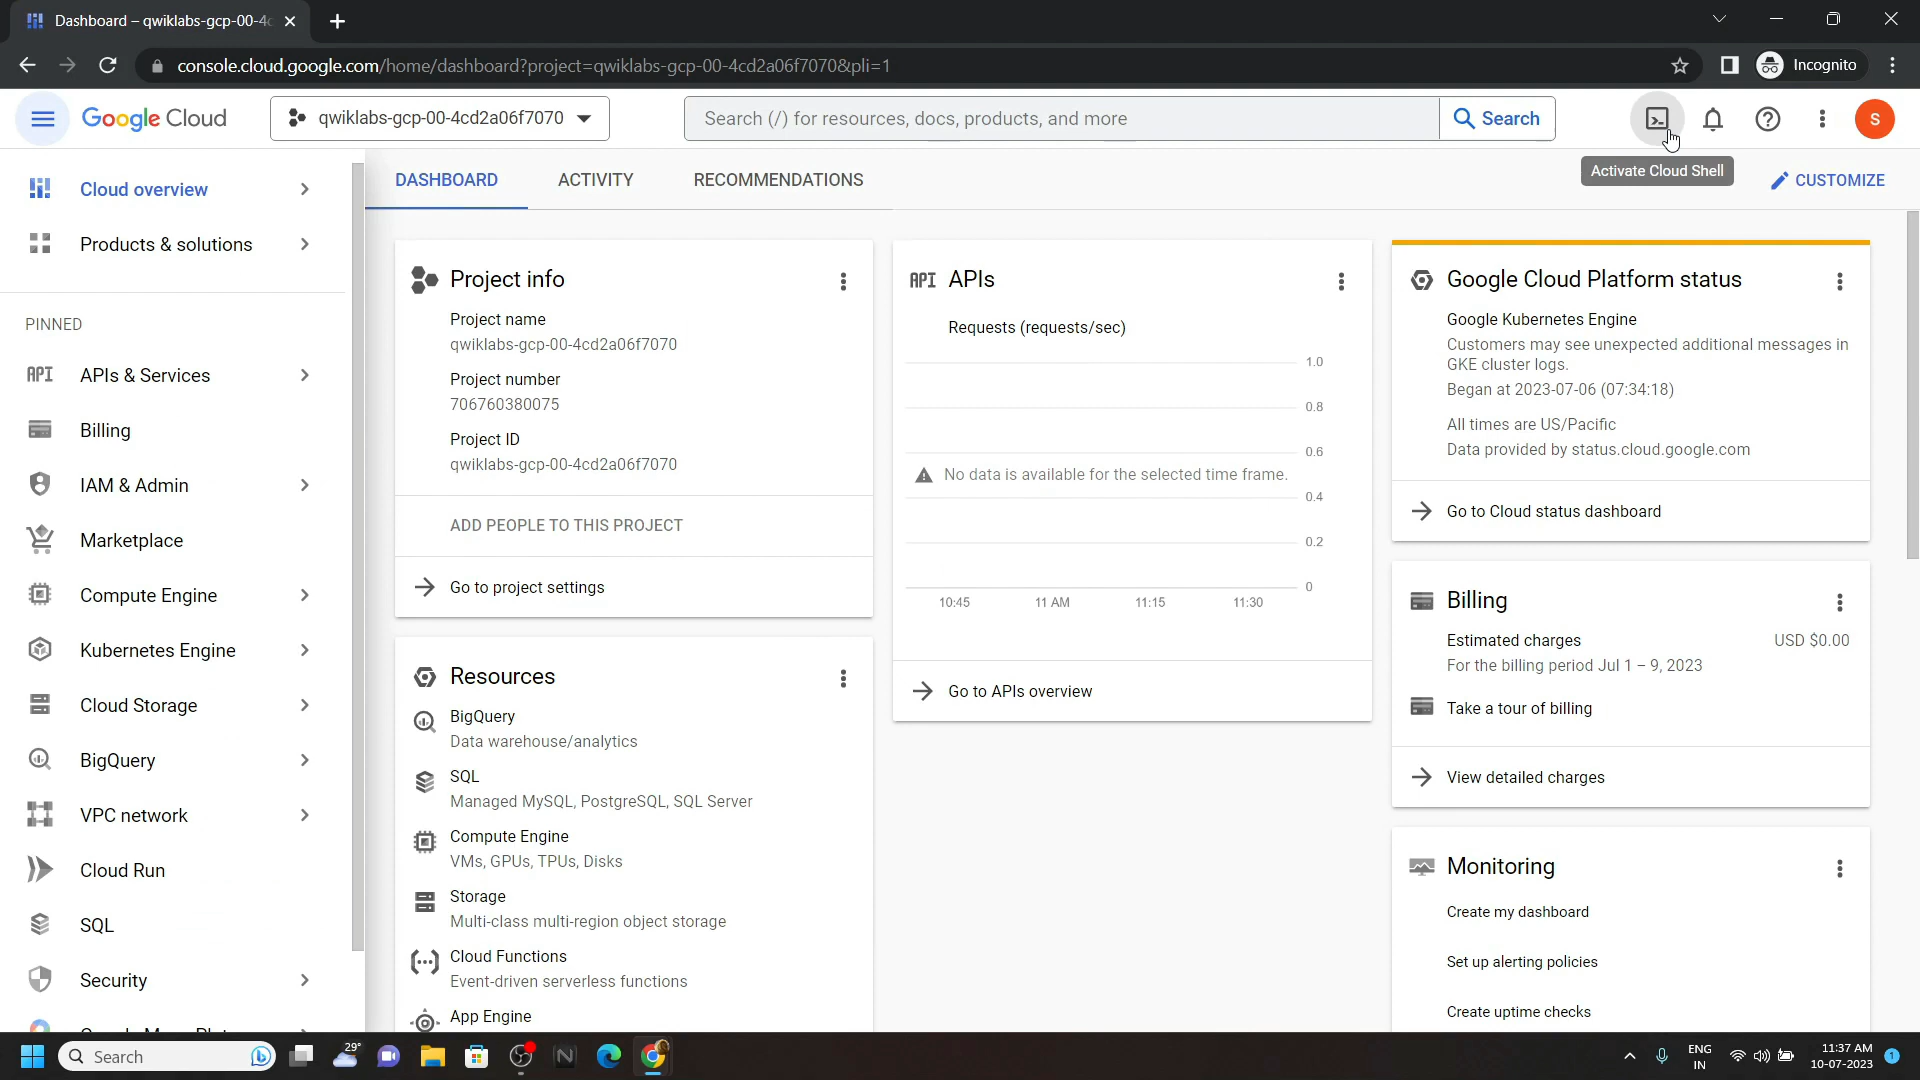 Dashboard – qwiklabs-gcp-00-4c
console.cloud.google.com/home/dashboard?project=qwiklabs-gcp-00-4cd2a06f7070&pli=1
Incognito
Google Cloud
qwiklabs-gcp-00-4cd2a06f7070
Search (/) for resources, docs, products, and more
Search
S
Activate Cloud Shell
DASHBOARD
ACTIVITY
RECOMMENDATIONS
CUSTOMIZE
Cloud overview
Products & solutions
PINNED
API APIs & Services
Billing
IAM & Admin
Marketplace
Compute Engine
Kubernetes Engine
Cloud Storage
BigQuery
VPC network
Cloud Run
SQL
Security
Project info
Project name
qwiklabs-gcp-00-4cd2a06f7070
Project number
706760380075
Project ID
qwiklabs-gcp-00-4cd2a06f7070
ADD PEOPLE TO THIS PROJECT
Go to project settings
Resources
BigQuery
Data warehouse/analytics
SQL
Managed MySQL, PostgreSQL, SQL Server
Compute Engine
VMs, GPUs, TPUs, Disks
Storage
Multi-class multi-region object storage
Cloud Functions
Event-driven serverless functions
App Engine
API APIs
Requests (requests/sec)
1.0
0.8
0.6
No data is available for the selected time frame.
0.4
0.2
0
10:45
11 AM
11:15
11:30
Go to APIs overview
Google Cloud Platform status
Google Kubernetes Engine
Customers may see unexpected additional messages in
GKE cluster logs.
Began at 2023-07-06 (07:34:18)
All times are US/Pacific
Data provided by status.cloud.google.com
Go to Cloud status dashboard
Billing
Estimated charges
USD $0.00
For the billing period Jul 1 – 9, 2023
Take a tour of billing
View detailed charges
Monitoring
Create my dashboard
Set up alerting policies
Create uptime checks
Search
29°
ENG
IN
11:37 AM
10-07-2023
1